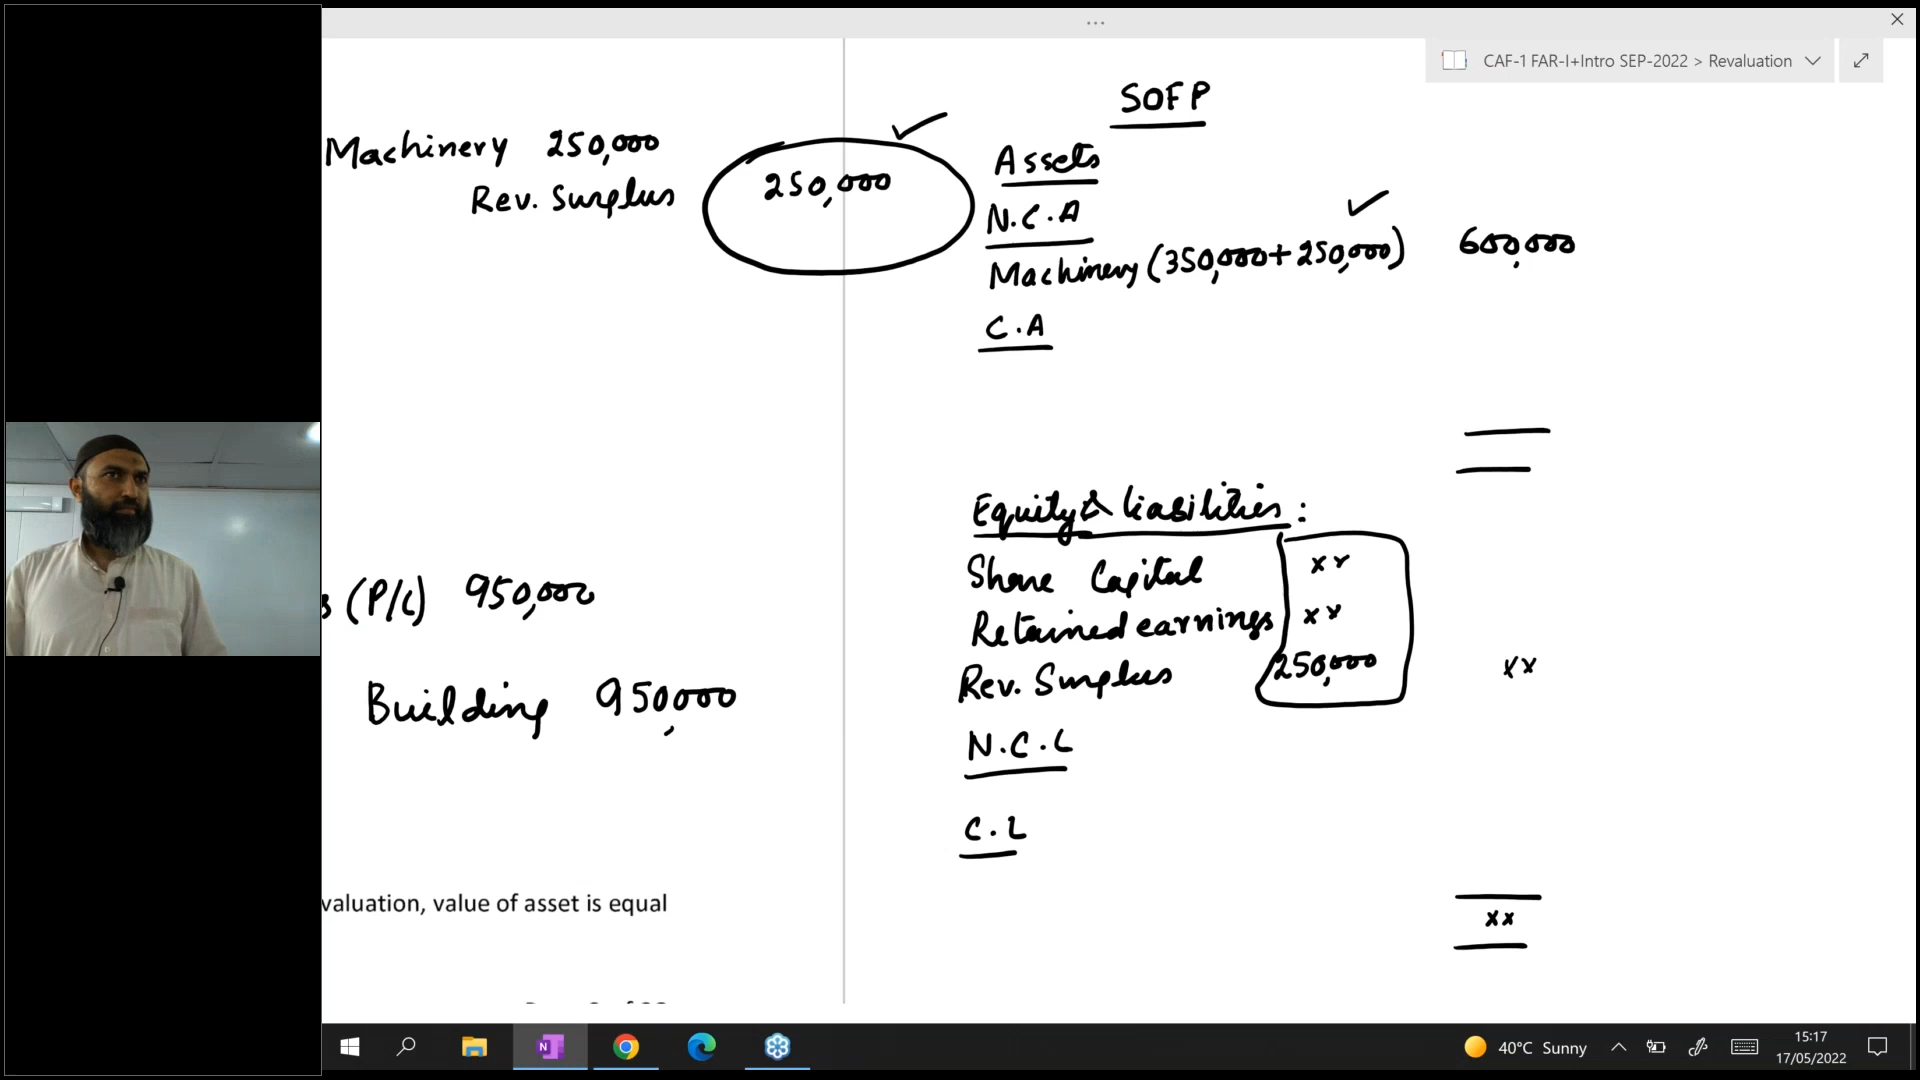 CAF-1 FAR-I+Intro SEP-2022 > Revaluation
Machinery 250,000
Rev. Surplus 250,000
s (P/L) 950,000
Building 950,000
valuation, value of asset is equal
SOFP
Assets
N.C.A
Machinery (350,000+250,000) 600,000
C.A
Equity & liabilities :
Share Capital xx
Retained earnings xx
Rev. Surplus 250,000 xx
N.C.L
C.L
xx
40°C Sunny
15:17
17/05/2022